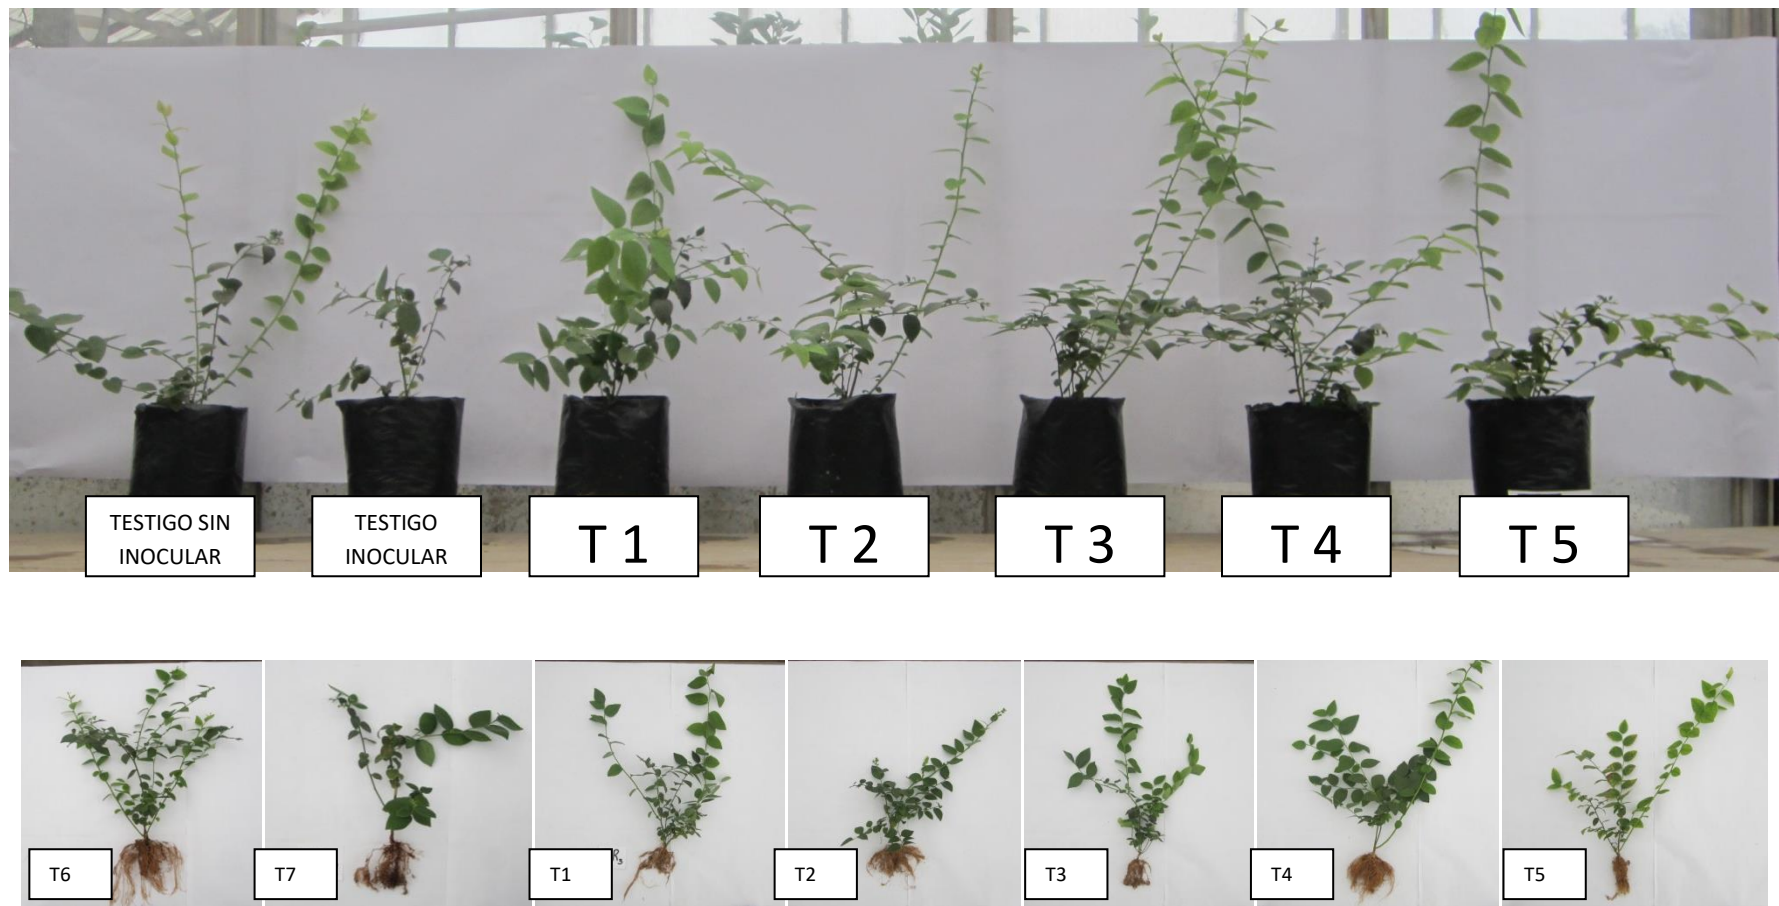 TESTIGO SIN
INOCULAR
TESTIGO
INOCULAR
T 1
T 2
T 3
T 4
T 5
T6
T7
T1
T2
T3
T4
T5